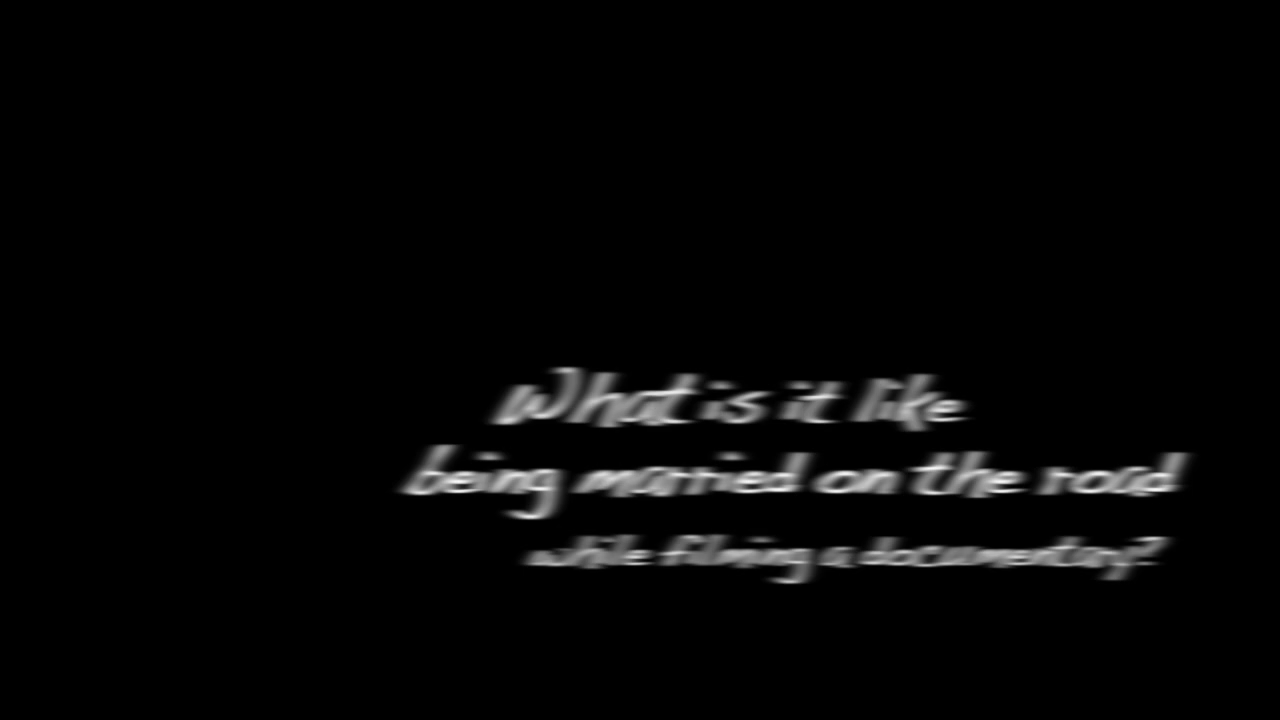 What is it like
being married on the road
while filming a documentary?